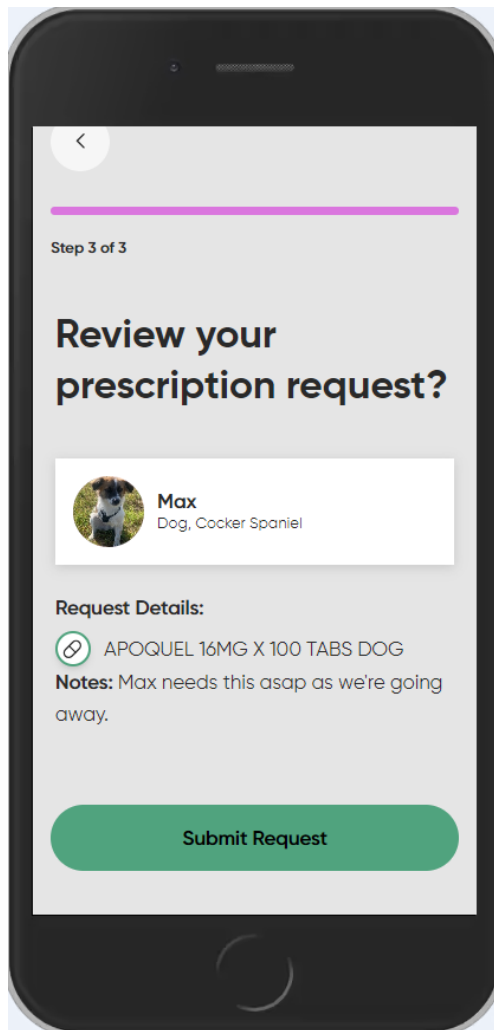 Step 3 of 3
Review your
prescription request?
Max
Dog, Cocker Spaniel
Request Details:
APOQUEL 16MG X 100 TABS DOG
Notes: Max needs this asap as we're going
away.
Submit Request